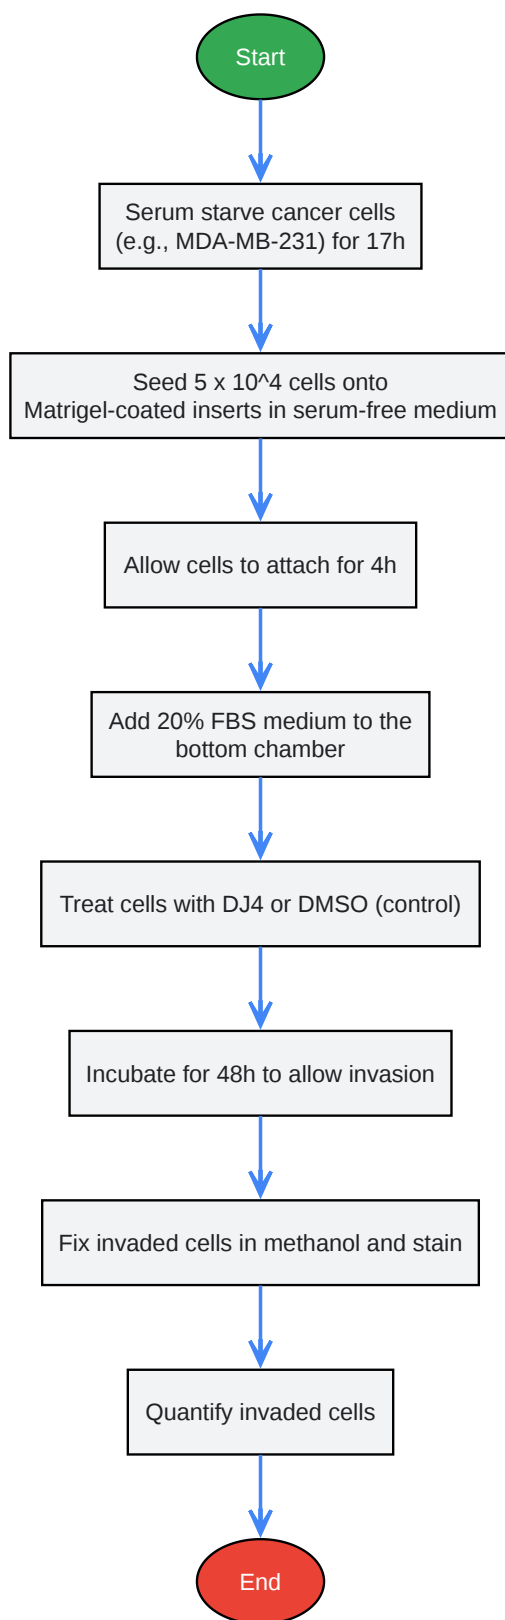 Start
Serum starve cancer cells
(e.g., MDA-MB-231) for 17h
Seed 5 x 10^4 cells onto
Matrigel-coated inserts in serum-free medium
Allow cells to attach for 4h
Add 20% FBS medium to the
bottom chamber
Treat cells with DJ4 or DMSO (control)
Incubate for 48h to allow invasion
Fix invaded cells in methanol and stain
Quantify invaded cells
End